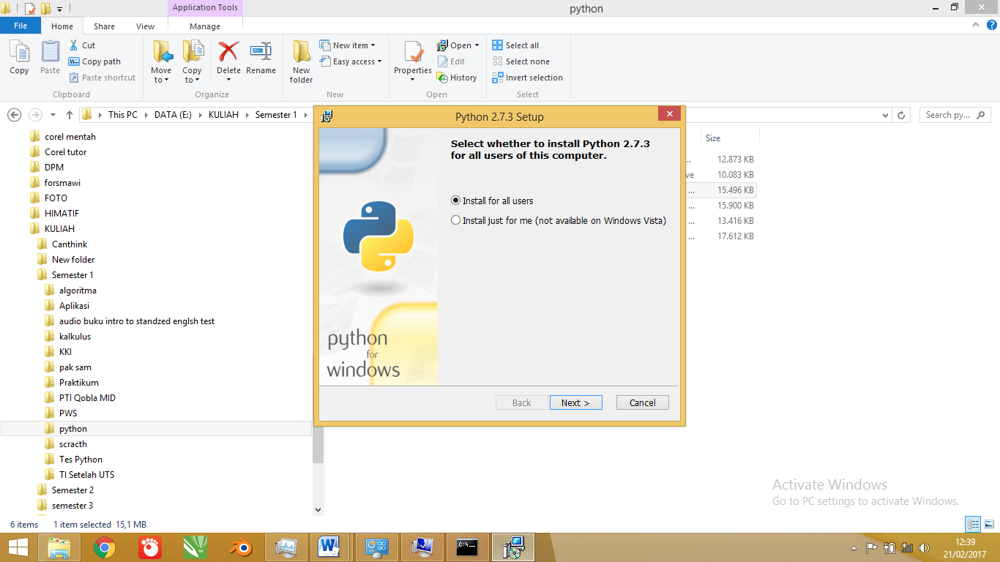 Application Tools
python
File
Home
Share
View
Manage
Copy
Paste
Cut
Copy path
Paste shortcut
Clipboard
Move to
Copy to
Delete
Rename
Organize
New folder
New item
Easy access
New
Properties
Open
Edit
History
Open
Select all
Select none
Invert selection
Select
This PC
DATA (E:)
KULIAH
Semester 1
Search py...
corel mentah
Corel tutor
DPM
forsmawi
FOTO
HIMATIF
KULIAH
Canthink
New folder
Semester 1
algoritma
Aplikasi
audio buku intro to standzed englsh test
kalkulus
KKI
pak sam
Praktikum
PTI Qobla MID
PWS
python
scracth
Tes Python
TI Setelah UTS
Semester 2
semester 3
Python 2.7.3 Setup
Select whether to install Python 2.7.3
for all users of this computer.
Install for all users
Install just for me (not available on Windows Vista)
python
for
windows
Back
Next >
Cancel
Size
... 12.873 KB
ve 10.083 KB
... 15.496 KB
... 15.900 KB
... 13.416 KB
... 17.612 KB
Activate Windows
Go to PC settings to activate Windows.
6 items
1 item selected 15,1 MB
12:39
21/02/2017